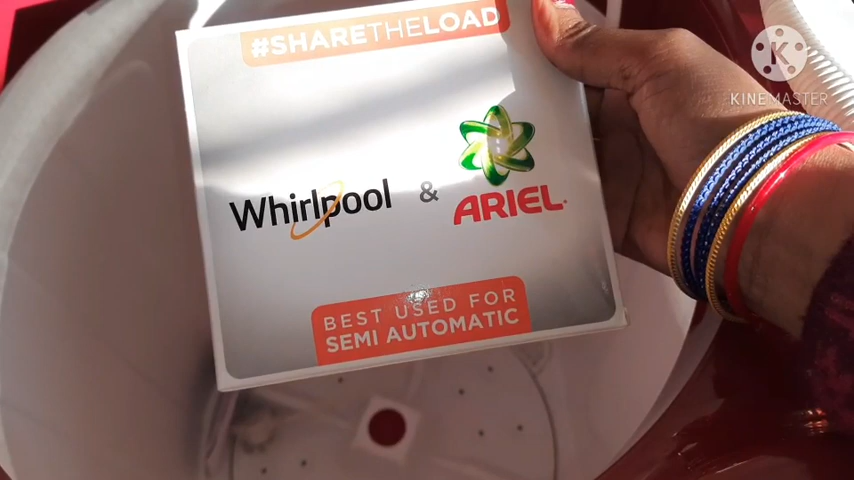 #SHARETHELOAD
Whirlpool & ARIEL
BEST USED FOR
SEMI AUTOMATIC
K
KINEMASTER